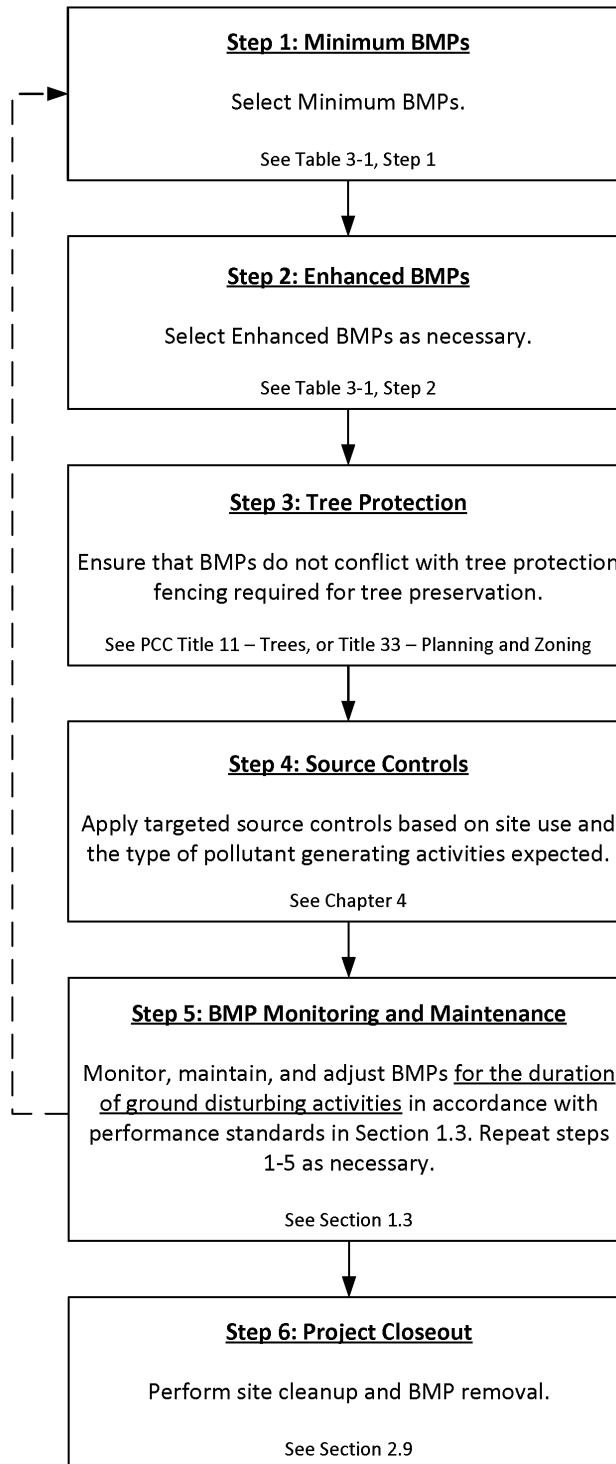 Step 1: Minimum BMPs
Select Minimum BMPs.
See Table 3-1, Step 1
Step 2: Enhanced BMPs
Select Enhanced BMPs as necessary.
See Table 3-1, Step 2
Step 3: Tree Protection
Ensure that BMPs do not conflict with tree protection
fencing required for tree preservation.
See PCC Title 11 – Trees, or Title 33 – Planning and Zoning
Step 4: Source Controls
Apply targeted source controls based on site use and
the type of pollutant generating activities expected.
See Chapter 4
Step 5: BMP Monitoring and Maintenance
Monitor, maintain, and adjust BMPs for the duration
of ground disturbing activities in accordance with
performance standards in Section 1.3. Repeat steps
1-5 as necessary.
See Section 1.3
Step 6: Project Closeout
Perform site cleanup and BMP removal.
See Section 2.9